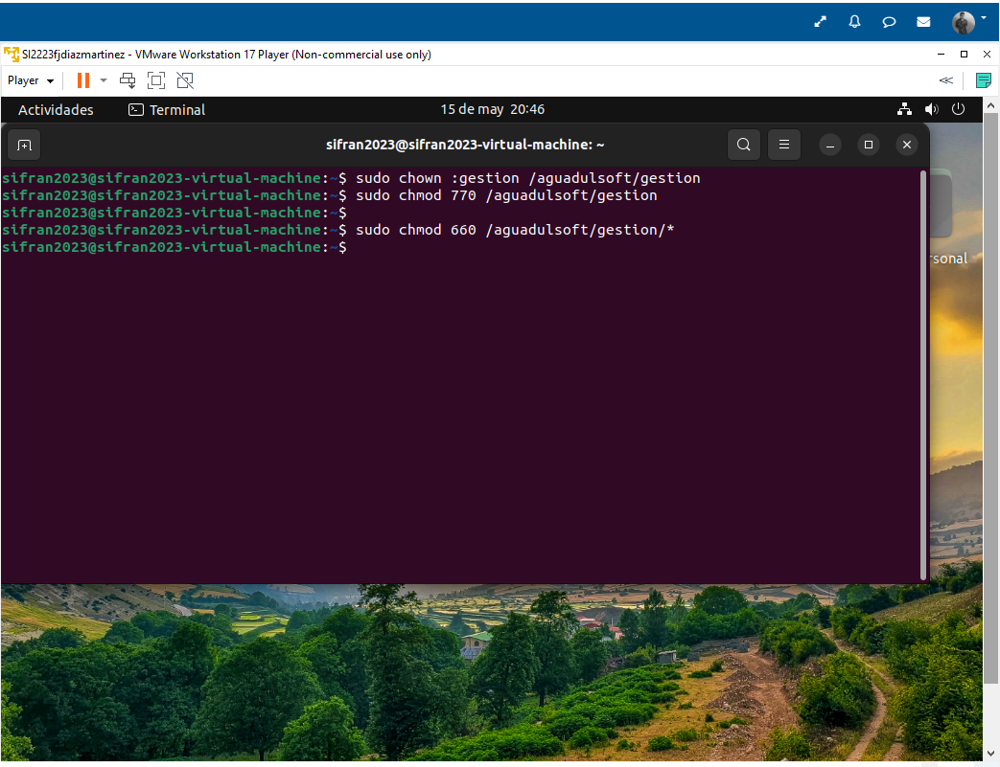 SI2223fjdiazmartinez - VMware Workstation 17 Player (Non-commercial use only)
Player
Actividades
Terminal
15 de may 20:46
sifran2023@sifran2023-virtual-machine: ~
sifran2023@sifran2023-virtual-machine:~$ sudo chown :gestion /aguadulsoft/gestion
sifran2023@sifran2023-virtual-machine:~$ sudo chmod 770 /aguadulsoft/gestion
sifran2023@sifran2023-virtual-machine:~$
sifran2023@sifran2023-virtual-machine:~$ sudo chmod 660 /aguadulsoft/gestion/*
sifran2023@sifran2023-virtual-machine:~$
rsonal